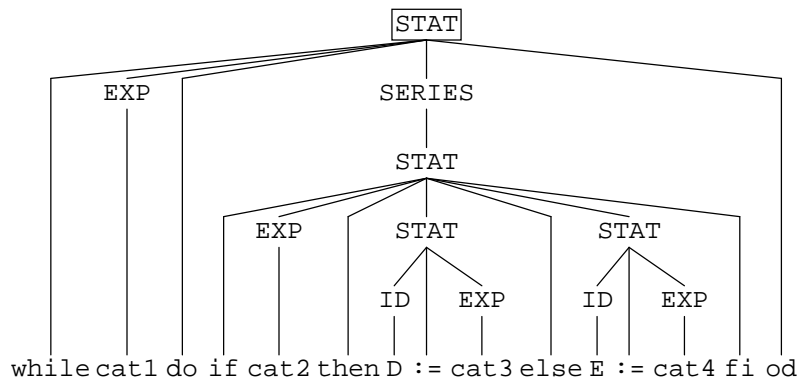 STAT
EXP SERIES
STAT
EXP STAT STAT
ID EXP ID EXP
while cat1 do if cat2 then D := cat3 else E := cat4 fi od